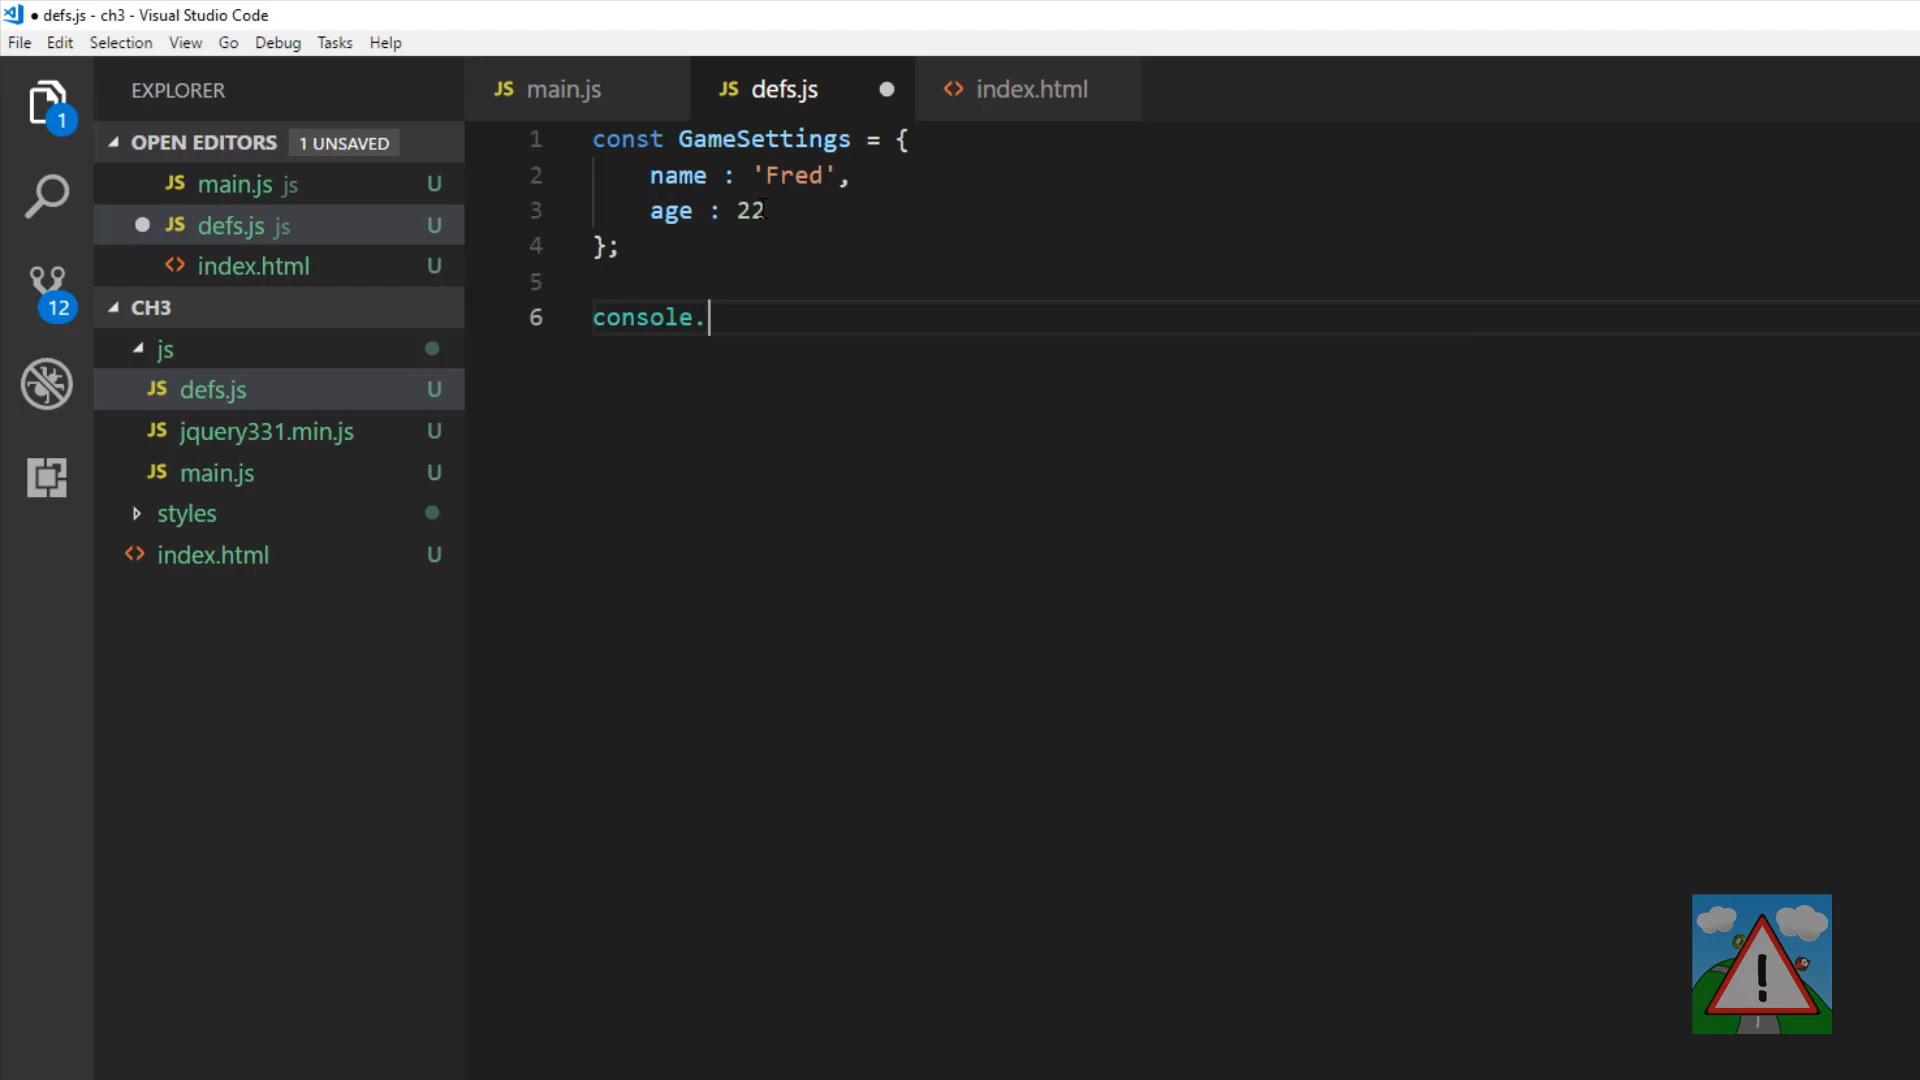 ● defs.js - ch3 - Visual Studio Code
File Edit Selection View Go Debug Tasks Help
EXPLORER
OPEN EDITORS 1 UNSAVED
JS main.js js U
JS defs.js js U
<> index.html U
CH3
js
JS defs.js U
JS jquery331.min.js U
JS main.js U
styles
<> index.html U
1
12
JS main.js
JS defs.js
<> index.html
1 const GameSettings = {
2 name : 'Fred',
3 age : 22
4 };
5
6 console.
!